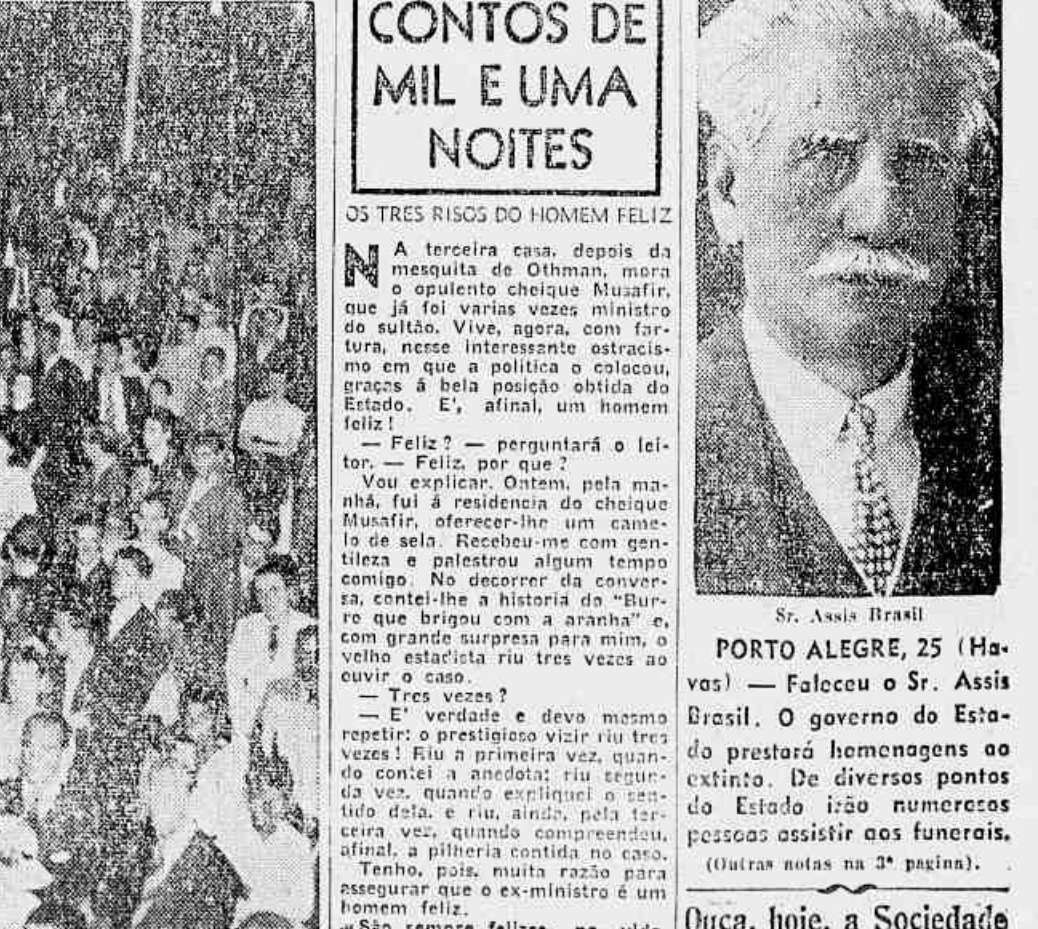 CONTOS DE
MIL E UMA
NOITES
OS TRES RISOS DO HOMEM FELIZ
NA terceira casa, depois da
mesquita de Othman, mora
o opulento cheique Musafir,
que já foi varias vezes ministro
do sultão. Vive, agora, com far-
tura, nesse interessante ostracis-
mo em que a politica o colocou,
graças á bela posição obtida do
Estado. E', afinal, um homem
feliz!
— Feliz? — perguntará o lei-
tor. — Feliz, por que?
Vou explicar. Ontem, pela ma-
nhã, fui á residencia do cheique
Musafir, oferecer-lhe um came-
lo de sela. Recebeu-me com gen-
tileza e palestrou algum tempo
comigo. No decorrer da conver-
sa, contei-lhe a historia do "Bur-
ro que brigou com a aranha" e,
com grande surpresa para mim, o
velho estadista riu tres vezes ao
ouvir o caso.
— Tres vezes?
— E' verdade e devo mesmo
repetir: o prestigioso vizir riu tres
vezes! Riu a primeira vez, quan-
do contei a anedota; riu segun-
da vez, quando expliquei o sen-
tido dela, e riu, ainda, pela ter-
ceira vez, quando compreendeu,
afinal, a pilheria contida no caso.
Tenho, pois, muita razão para
assegurar que o ex-ministro é um
homem feliz.
São sempre felizes, na vida
Sr. Assis Brasil
PORTO ALEGRE, 25 (Ha-
vas) — Faleceu o Sr. Assis
Brasil. O governo do Esta-
do prestará homenagens ao
extinto. De diversos pontos
do Estado irão numerosas
pessoas assistir aos funerais.
(Outras notas na 3ª pagina).
Ouça, hoje, a Sociedade